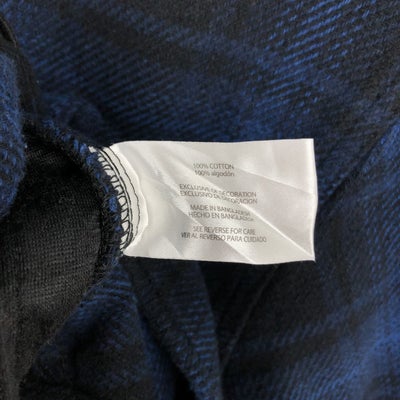 100% COTTON
100% algodón
EXCLUSIVE OF DECORATION
EXCLUSIVO DE DECORACION
MADE IN BANGLADESH
HECHO EN BANGLADESH
SEE REVERSE FOR CARE
VER AL REVERSO PARA CUIDADO